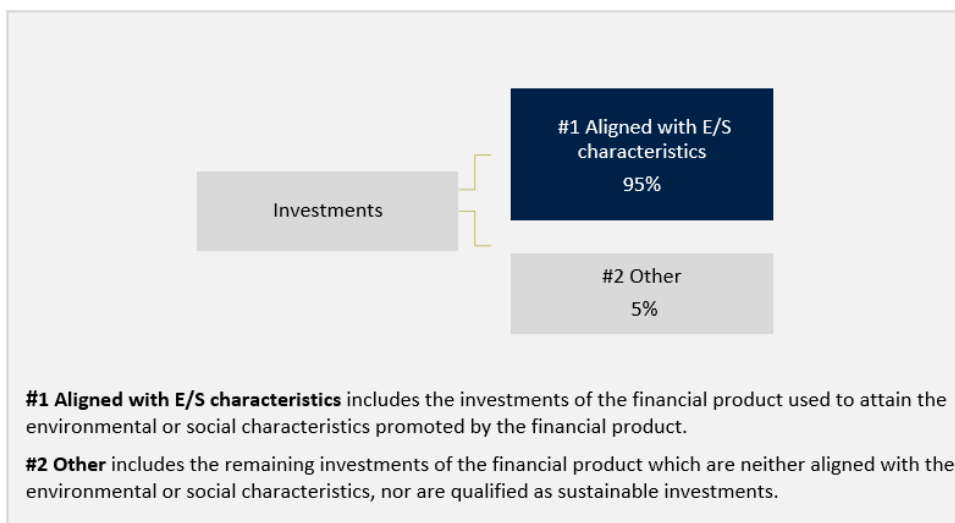 #1 Aligned with E/S
characteristics
95%
Investments
#2 Other
5%
#1 Aligned with E/S characteristics includes the investments of the financial product used to attain the
environmental or social characteristics promoted by the financial product.
#2 Other includes the remaining investments of the financial product which are neither aligned with the
environmental or social characteristics, nor are qualified as sustainable investments.